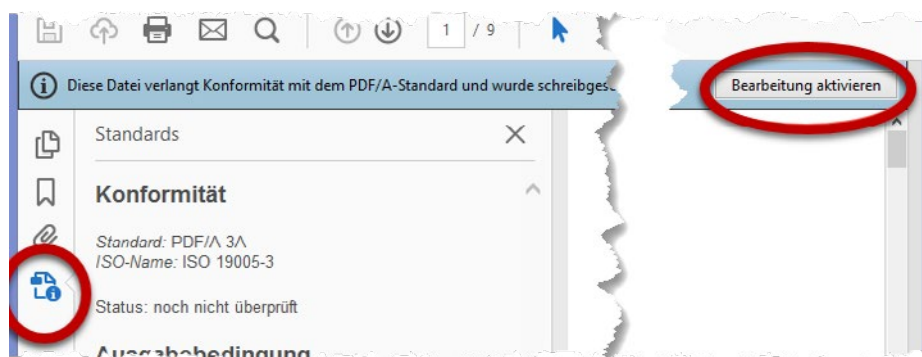 1 / 9
Diese Datei verlangt Konformität mit dem PDF/A-Standard und wurde
Bearbeitung aktivieren
Standards
Konformität
Standard: PDF/A 3A
ISO-Name: ISO 19005-3
Status: noch nicht überprüft
Ausgabebedingung